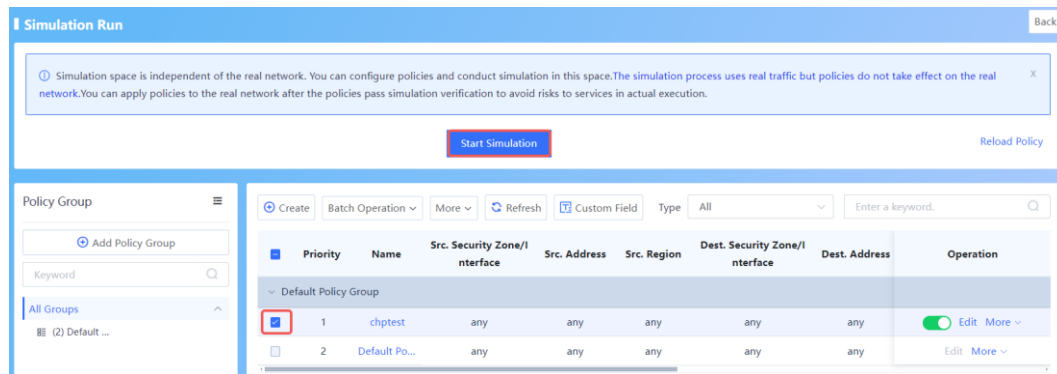 Simulation Run
Back
Simulation space is independent of the real network. You can configure policies and conduct simulation in this space.The simulation process uses real traffic but policies do not take effect on the real
X
network.You can apply policies to the real network after the policies pass simulation verification to avoid risks to services in actual execution.
Start Simulation
Reload Policy
Policy Group
Create Batch Operation More Refresh Custom Field Type All Enter a keyword.
Add Policy Group
Keyword
Priority Name Src. Security Zone/I Src. Address Src. Region Dest. Security Zone/I Dest. Address Operation
nterface nterface
Default Policy Group
All Groups
1 chptest any any any any any Edit More
(2) Default ...
2 Default Po... any any any any any Edit More